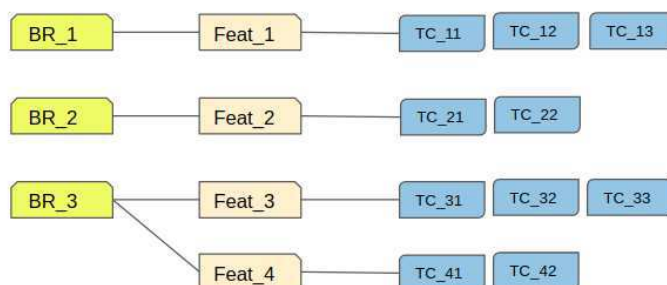 BR_1 Feat_1 TC_11 TC_12 TC_13
BR_2 Feat_2 TC_21 TC_22
BR_3 Feat_3 TC_31 TC_32 TC_33
Feat_4 TC_41 TC_42